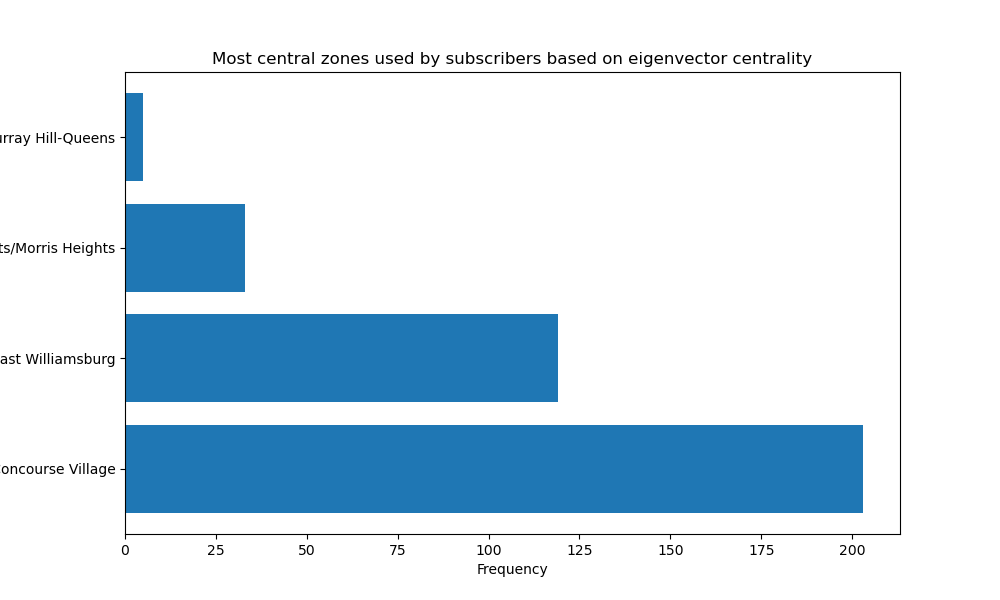 Most central zones used by subscribers based on eigenvector centrality
urray Hill-Queens
ts/Morris Heights
ast Williamsburg
Concourse Village
0 25 50 75 100 125 150 175 200
Frequency